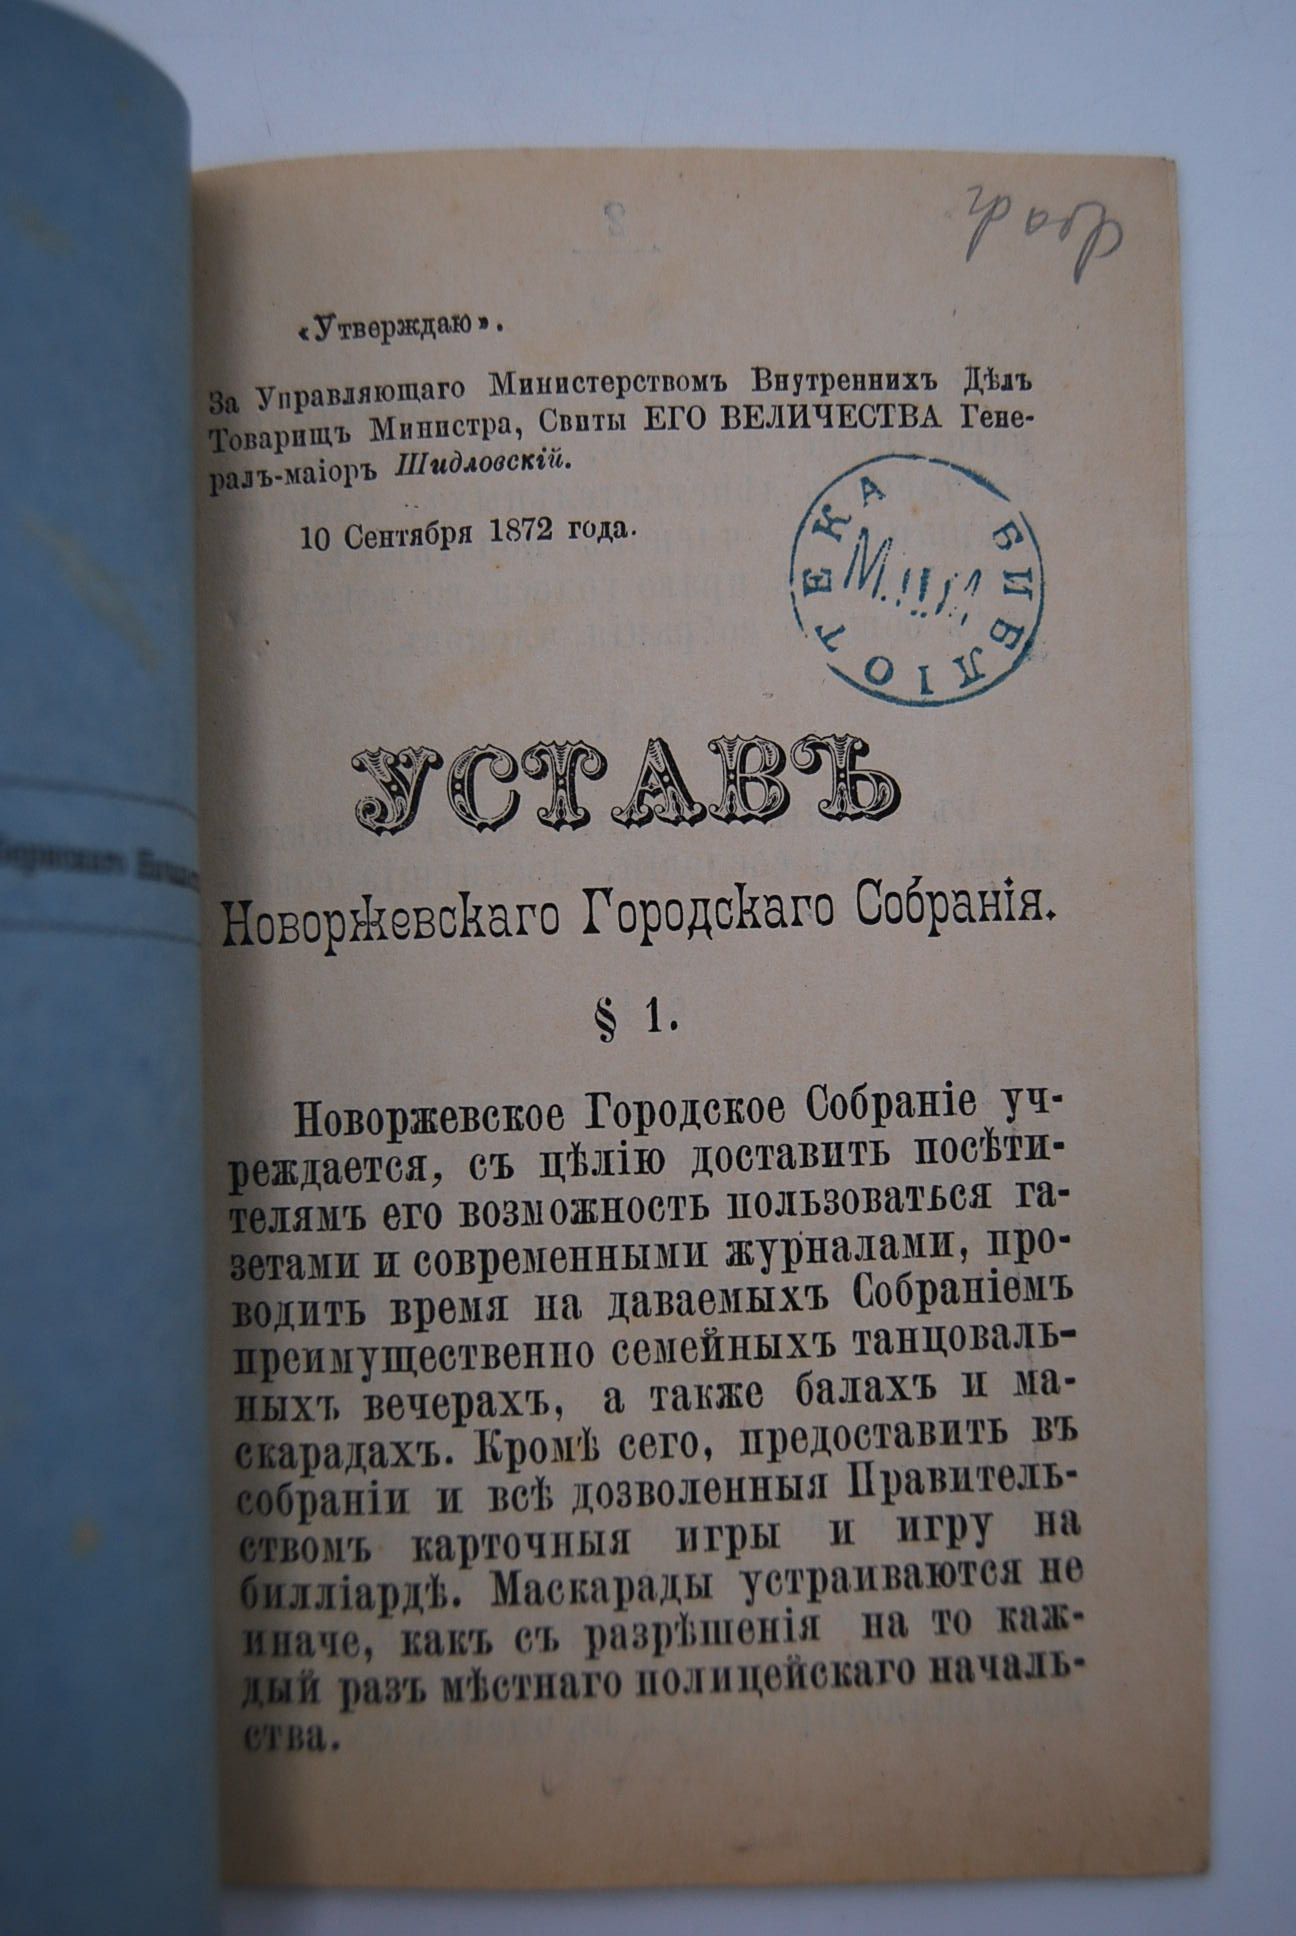 «Утверждаю».
За Управляющаго Министерствомъ Внутреннихъ Дѣлъ
Товарищъ Министра, Свиты ЕГО ВЕЛИЧЕСТВА Гене-
ралъ-маіоръ Шидловскій.
10 Сентября 1872 года.
БИБЛІОТЕКА
УСТАВЪ
Новоржевскаго Городскаго Собранія.
§ 1.
Новоржевское Городское Собраніе уч-
реждается, съ цѣлію доставить посѣти-
телямъ его возможность пользоваться га-
зетами и современными журналами, про-
водить время на даваемыхъ Собраніемъ
преимущественно семейныхъ танцоваль-
ныхъ вечерахъ, а также балахъ и ма-
скарадахъ. Кромѣ сего, предоставить въ
собраніи и всѣ дозволенныя Правитель-
ствомъ карточныя игры и игру на
билліардѣ. Маскарады устраиваются не
иначе, какъ съ разрѣшенія на то каж-
дый разъ мѣстнаго полицейскаго началь-
ства.